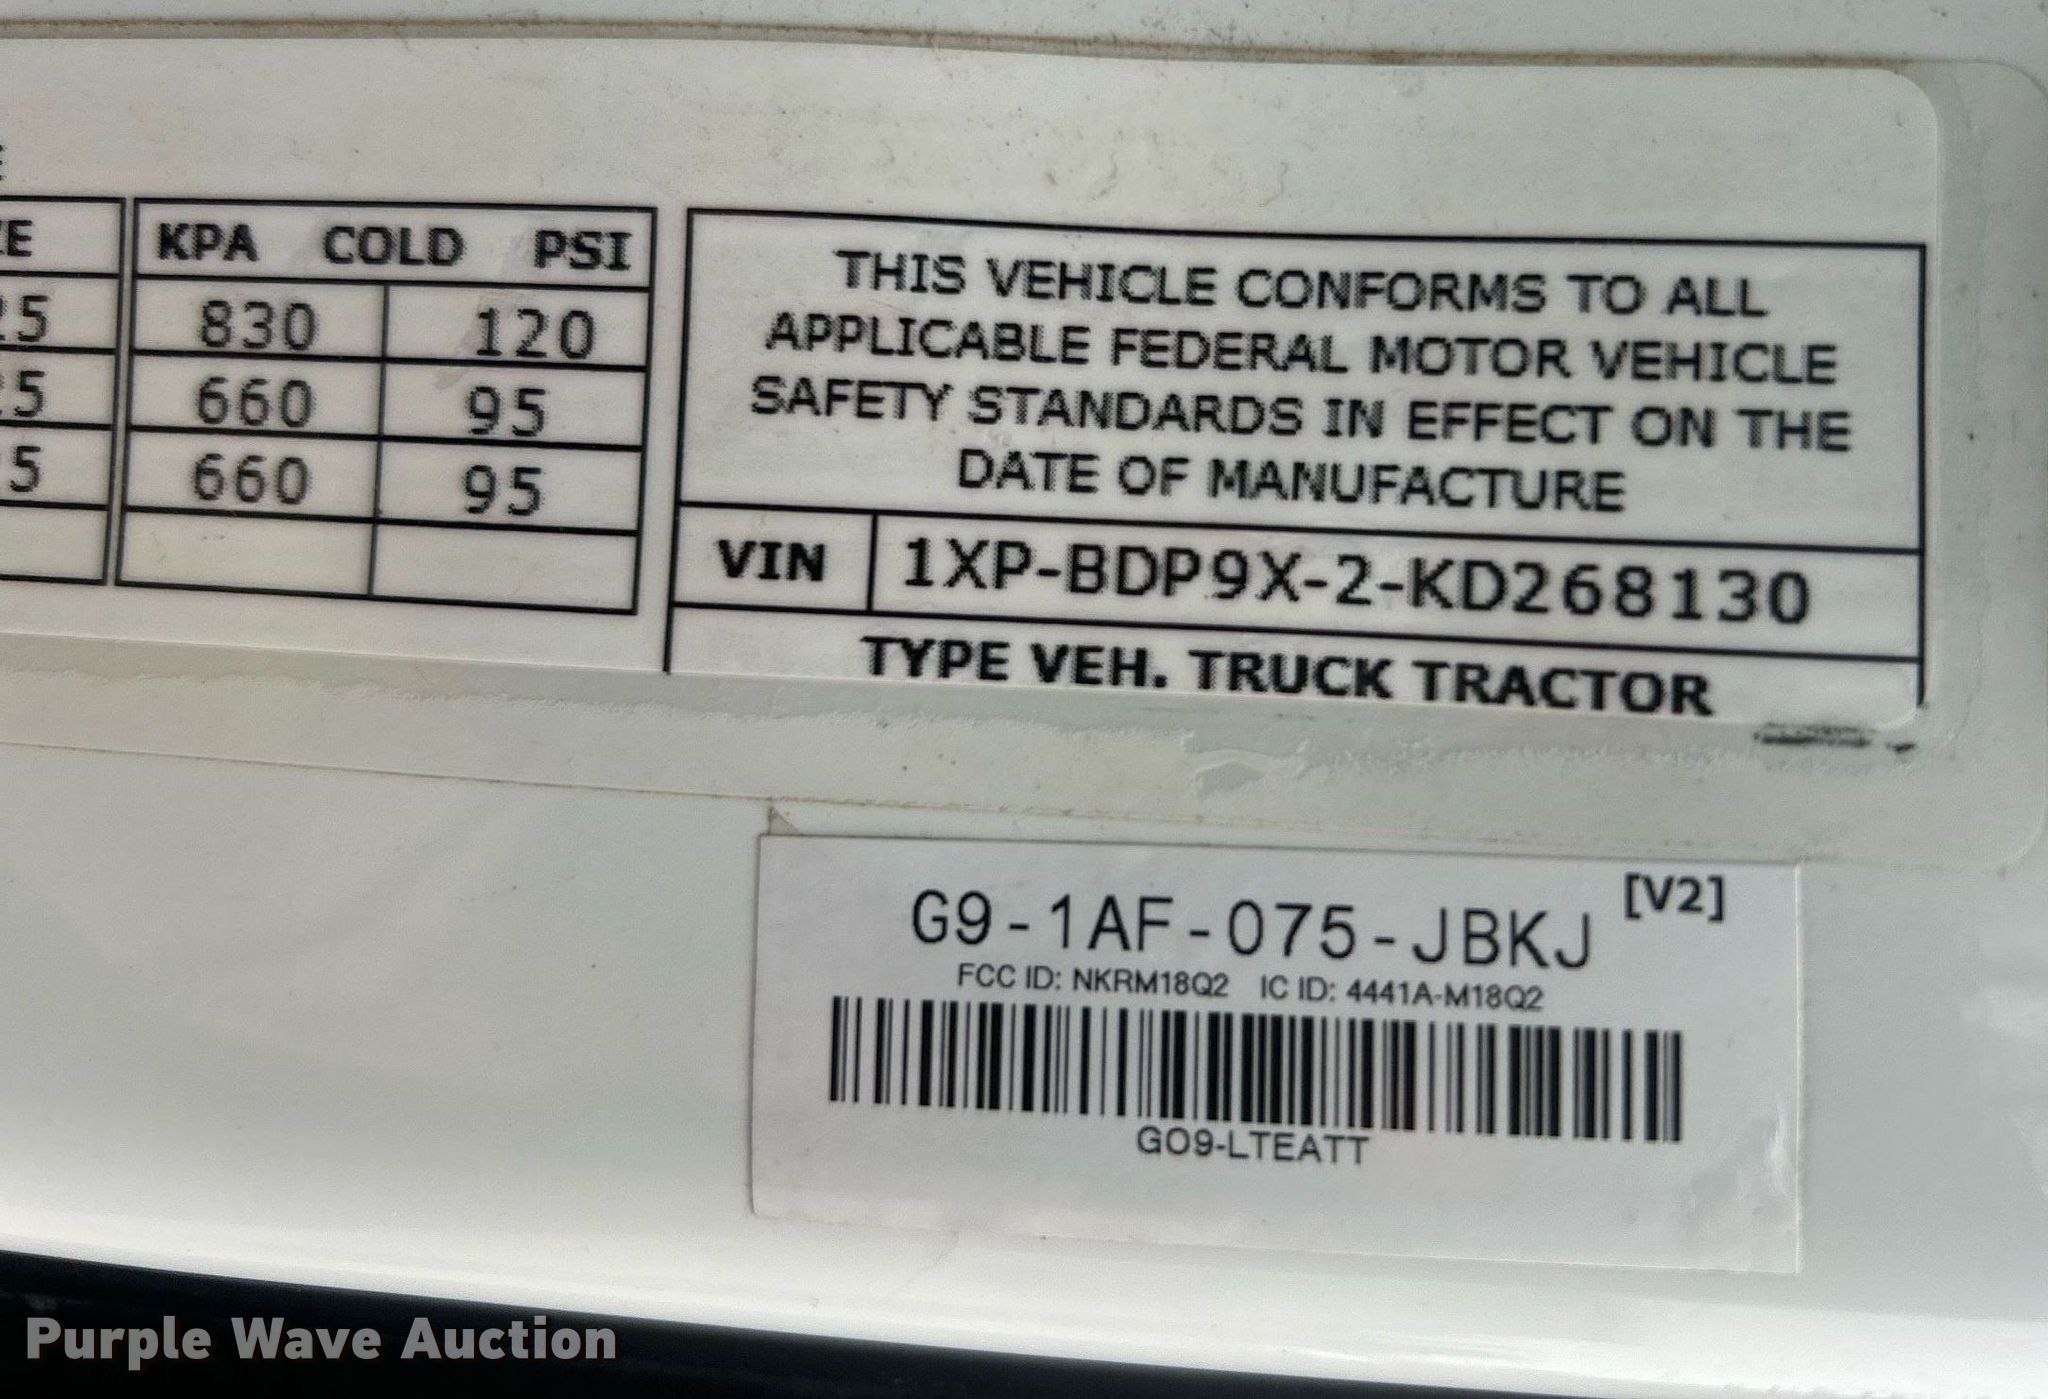 KPA COLD PSI
830 120
660 95
660 95
THIS VEHICLE CONFORMS TO ALL
APPLICABLE FEDERAL MOTOR VEHICLE
SAFETY STANDARDS IN EFFECT ON THE
DATE OF MANUFACTURE
VIN 1XP-BDP9X-2-KD268130
TYPE VEH. TRUCK TRACTOR
G9-1AF-075-JBKJ [V2]
FCC ID: NKRM18Q2 IC ID: 4441A-M18Q2
GO9-LTEATT
Purple Wave Auction